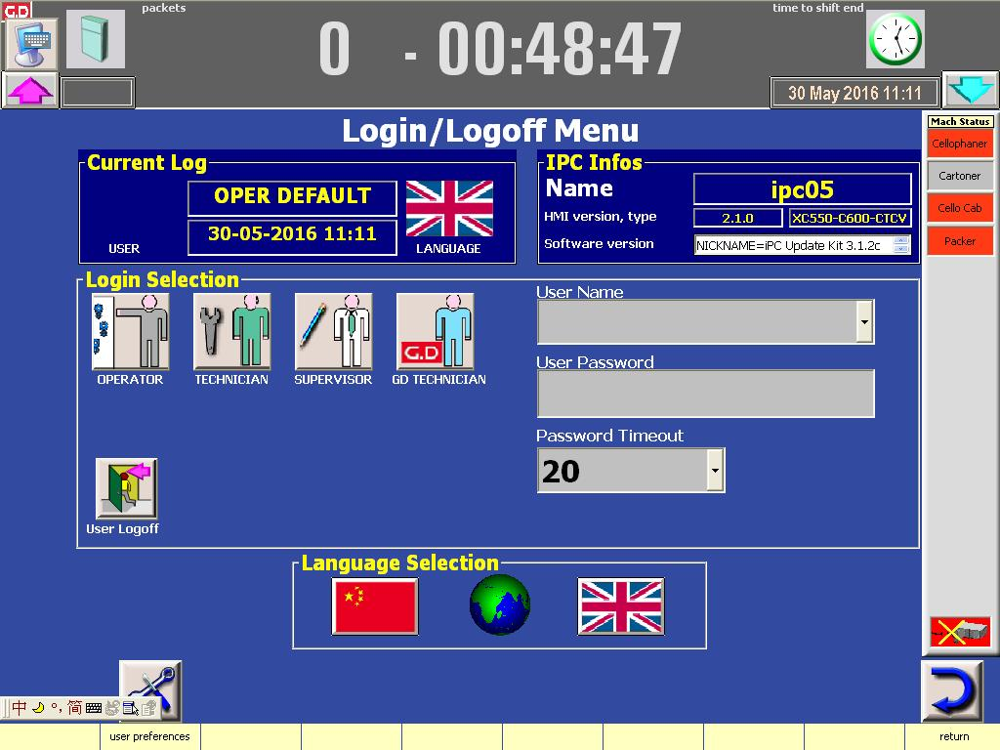 G.D
packets
time to shift end
0 - 00:48:47
30 May 2016 11:11
Login/Logoff Menu
Mach Status
Cellophaner
Cartoner
Cello Cab
Packer
Current Log
OPER DEFAULT
30-05-2016 11:11
USER
LANGUAGE
IPC Infos
Name
ipc05
HMI version, type
2.1.0
XC550-C600-CTCV
Software version
NICKNAME=iPC Update Kit 3.1.2c
Login Selection
OPERATOR
TECHNICIAN
SUPERVISOR
G.D
GD TECHNICIAN
User Name
User Password
Password Timeout
20
User Logoff
Language Selection
中 °, 简
user preferences
return